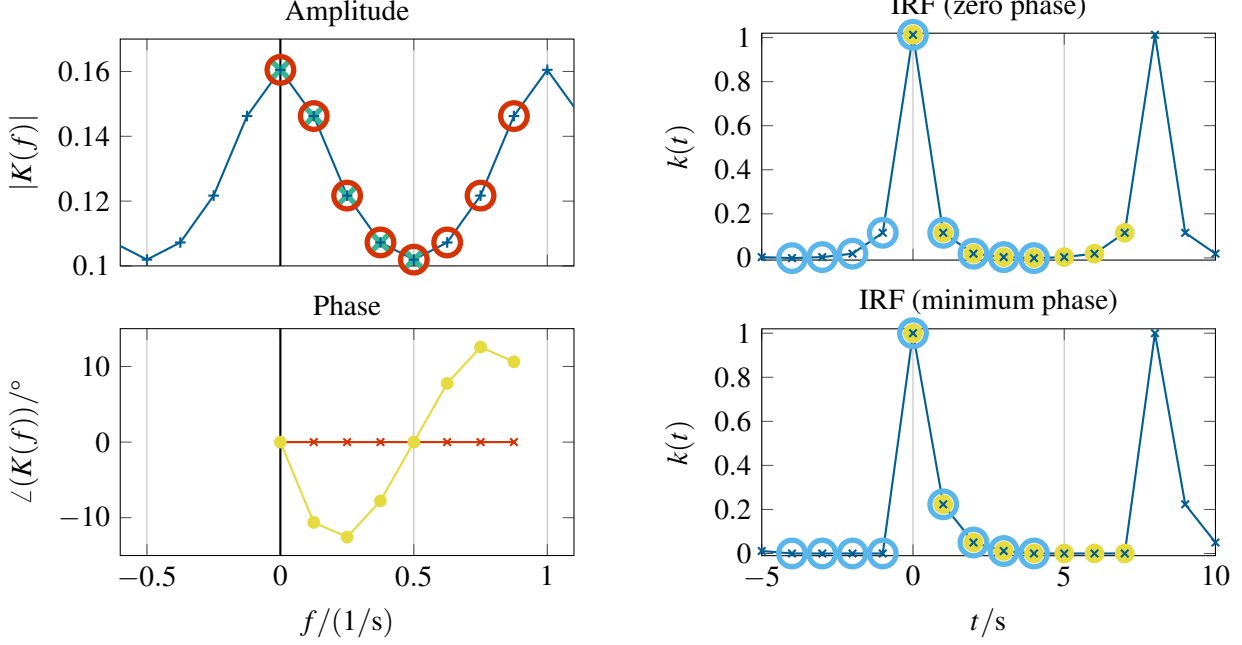 Amplitude
0.16
0.14
0.12
0.1
|K(f)|
Phase
10
0
−10
∠(K(f))/°
−0.5
0
0.5
1
f/(1/s)
IRF (zero phase)
1
0.8
0.6
0.4
0.2
0
k(t)
IRF (minimum phase)
1
0.8
0.6
0.4
0.2
0
k(t)
−5
0
5
10
t/s